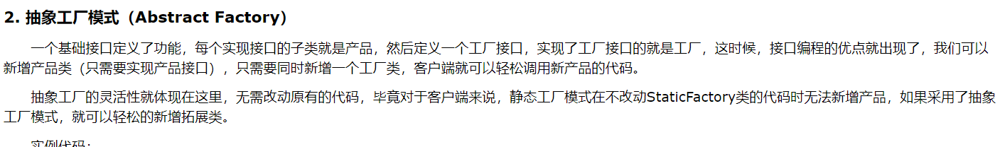 2. 抽象工厂模式（Abstract Factory）
一个基础接口定义了功能，每个实现接口的子类就是产品，然后定义一个工厂接口，实现了工厂接口的就是工厂，这时候，接口编程的优点就出现了，我们可以
新增产品类（只需要实现产品接口），只需要同时新增一个工厂类，客户端就可以轻松调用新产品的代码。
抽象工厂的灵活性就体现在这里，无需改动原有的代码，毕竟对于客户端来说，静态工厂模式在不改动StaticFactory类的代码时无法新增产品，如果采用了抽象
工厂模式，就可以轻松的新增拓展类。
实例代码：